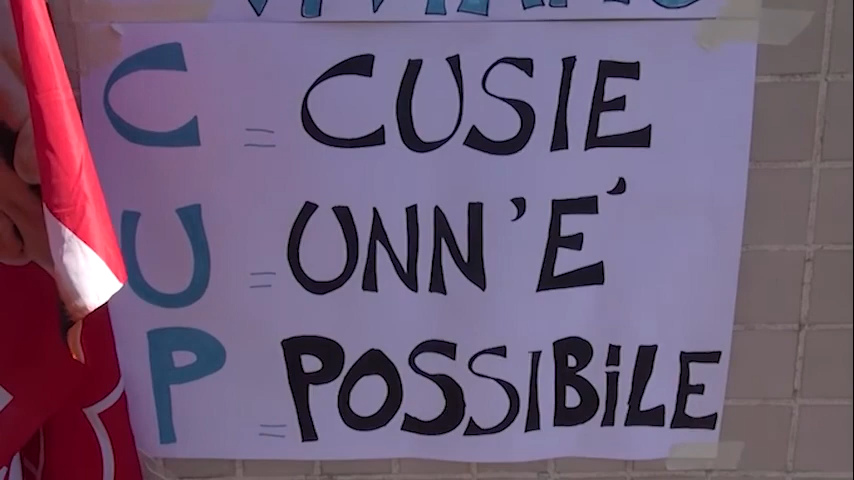 C = CUSIE
U = UNN'È
P = POSSIBILE